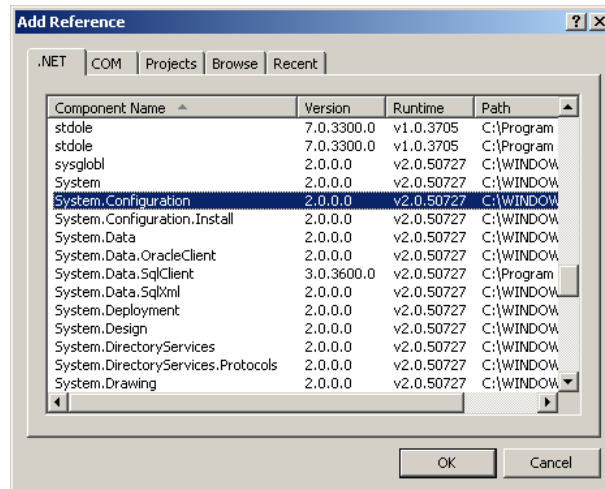 Add Reference
.NET COM Projects Browse Recent
Component Name Version Runtime Path
stdole 7.0.3300.0 v1.0.3705 C:\Program
stdole 7.0.3300.0 v1.0.3705 C:\Program
sysglobl 2.0.0.0 v2.0.50727 C:\WINDOW
System 2.0.0.0 v2.0.50727 C:\WINDOW
System.Configuration 2.0.0.0 v2.0.50727 C:\WINDOW
System.Configuration.Install 2.0.0.0 v2.0.50727 C:\WINDOW
System.Data 2.0.0.0 v2.0.50727 C:\WINDOW
System.Data.OracleClient 2.0.0.0 v2.0.50727 C:\WINDOW
System.Data.SqlClient 3.0.3600.0 v2.0.50727 C:\Program
System.Data.SqlXml 2.0.0.0 v2.0.50727 C:\WINDOW
System.Deployment 2.0.0.0 v2.0.50727 C:\WINDOW
System.Design 2.0.0.0 v2.0.50727 C:\WINDOW
System.DirectoryServices 2.0.0.0 v2.0.50727 C:\WINDOW
System.DirectoryServices.Protocols 2.0.0.0 v2.0.50727 C:\WINDOW
System.Drawing 2.0.0.0 v2.0.50727 C:\WINDOW
OK Cancel